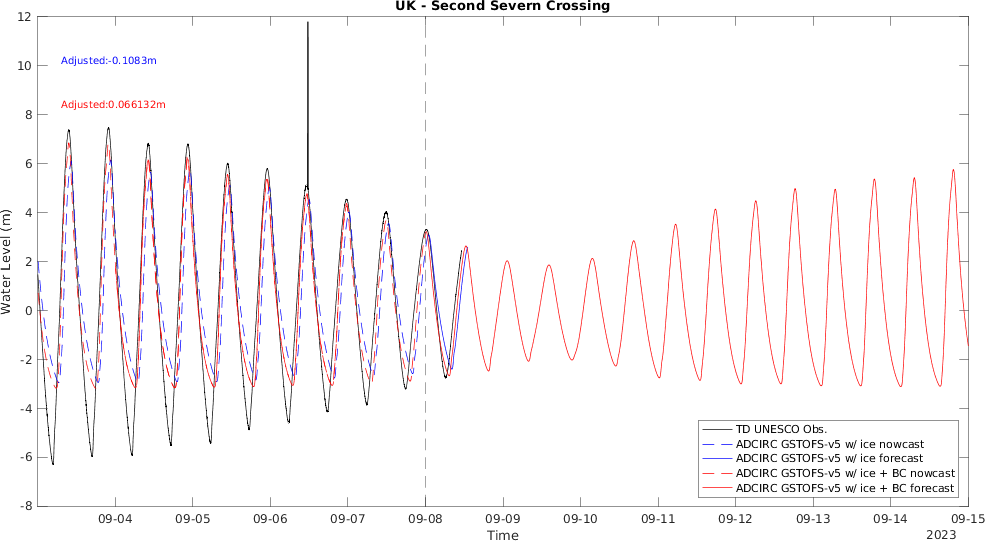 UK - Second Severn Crossing
12
10
8
6
4
2
0
-2
-4
-6
-8
Water Level (m)
Adjusted:-0.1083m
Adjusted:0.066132m
TD UNESCO Obs.
ADCIRC GSTOFS-v5 w/ ice nowcast
ADCIRC GSTOFS-v5 w/ ice forecast
ADCIRC GSTOFS-v5 w/ ice + BC nowcast
ADCIRC GSTOFS-v5 w/ ice + BC forecast
09-04 09-05 09-06 09-07 09-08 09-09 09-10 09-11 09-12 09-13 09-14 09-15
Time
2023